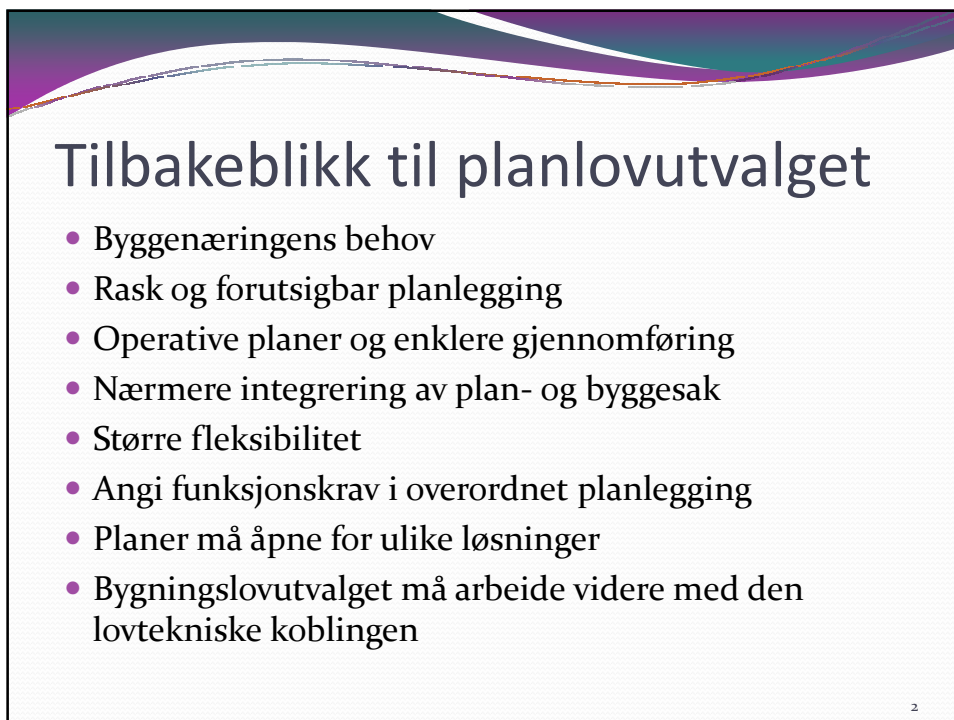 Tilbakeblikk til planlovutvalget
• Byggenæringens behov
• Rask og forutsigbar planlegging
• Operative planer og enklere gjennomføring
• Nærmere integrering av plan- og byggesak
• Større fleksibilitet
• Angi funksjonskrav i overordnet planlegging
• Planer må åpne for ulike løsninger
• Bygningslovutvalget må arbeide videre med den
lovtekniske koblingen
2